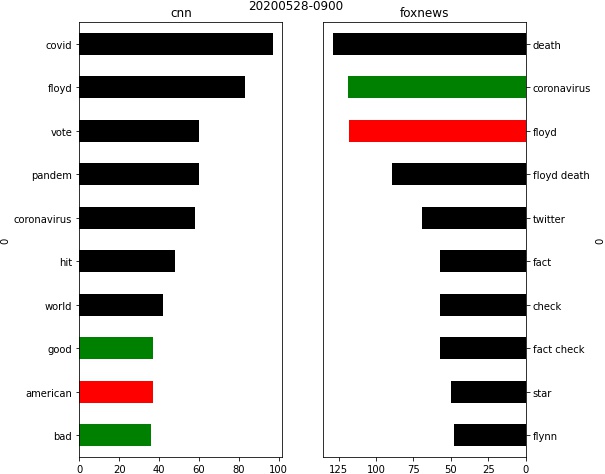 20200528-0900
cnn
foxnews
covid
floyd
vote
pandem
coronavirus
hit
world
good
american
bad
0 20 40 60 80 100
0
death
coronavirus
floyd
floyd death
twitter
fact
check
fact check
star
flynn
125 100 75 50 25 0
0